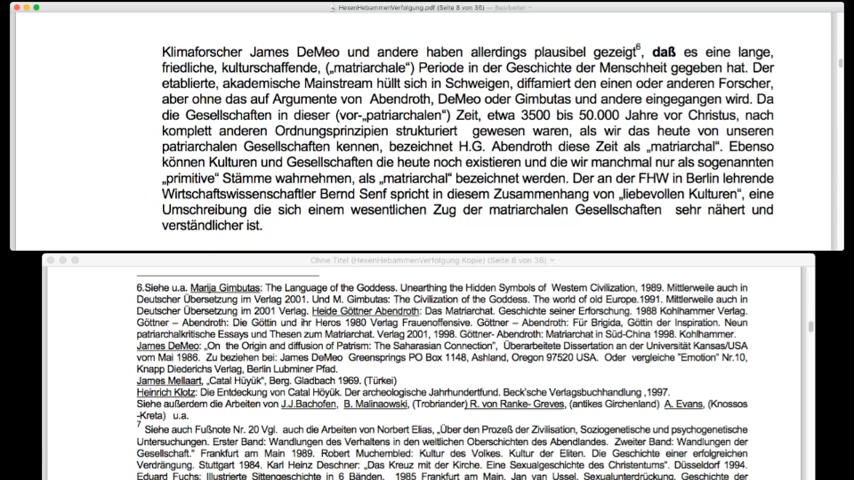 HexenHebammenVerfolgung.pdf (Seite 8 von 36) — Bearbeitet
Klimaforscher James DeMeo und andere haben allerdings plausibel gezeigt6, daß es eine lange,
friedliche, kulturschaffende, („matriarchale") Periode in der Geschichte der Menschheit gegeben hat. Der
etablierte, akademische Mainstream hüllt sich in Schweigen, diffamiert den einen oder anderen Forscher,
aber ohne das auf Argumente von Abendroth, DeMeo oder Gimbutas und andere eingegangen wird. Da
die Gesellschaften in dieser (vor-„patriarchalen") Zeit, etwa 3500 bis 50.000 Jahre vor Christus, nach
komplett anderen Ordnungsprinzipien strukturiert gewesen waren, als wir das heute von unseren
patriarchalen Gesellschaften kennen, bezeichnet H.G. Abendroth diese Zeit als „matriarchal". Ebenso
können Kulturen und Gesellschaften die heute noch existieren und die wir manchmal nur als sogenannten
„primitive" Stämme wahrnehmen, als „matriarchal" bezeichnet werden. Der an der FHW in Berlin lehrende
Wirtschaftswissenschaftler Bernd Senf spricht in diesem Zusammenhang von „liebevollen Kulturen", eine
Umschreibung die sich einem wesentlichen Zug der matriarchalen Gesellschaften sehr nähert und
verständlicher ist.
Ohne Titel (HexenHebammenVerfolgung Kopie) (Seite 8 von 36)
6.Siehe u.a. Marija Gimbutas: The Language of the Goddess. Unearthing the Hidden Symbols of Western Civilization, 1989. Mittlerweile auch in
Deutscher Übersetzung im Verlag 2001. Und M. Gimbutas: The Civilization of the Goddess. The world of old Europe.1991. Mittlerweile auch in
Deutscher Übersetzung im 2001 Verlag. Heide Göttner Abendroth: Das Matriarchat. Geschichte seiner Erforschung. 1988 Kohlhammer Verlag.
Göttner – Abendroth: Die Göttin und ihr Heros 1980 Verlag Frauenoffensive. Göttner – Abendroth: Für Brigida, Göttin der Inspiration. Neun
patriarchalkritische Essays und Thesen zum Matriarchat. Verlag 2001, 1998. Göttner- Abendroth: Matriarchat in Süd-China 1998. Kohlhammer.
James DeMeo: „On the Origin and diffusion of Patrism: The Saharasian Connection", Überarbeitete Dissertation an der Universität Kansas/USA
vom Mai 1986. Zu beziehen bei: James DeMeo Greensprings PO Box 1148, Ashland, Oregon 97520 USA. Oder vergleiche "Emotion" Nr.10,
Knapp Diederichs Verlag, Berlin Lubminer Pfad.
James Mellaart, „Catal Hüyük", Berg. Gladbach 1969. (Türkei)
Heinrich Klotz: Die Entdeckung von Catal Höyük. Der archeologische Jahrhundertfund. Beck'sche Verlagsbuchhandlung ,1997.
Siehe außerdem die Arbeiten von J.J.Bachofen, B. Malinaowski, (Trobriander) R. von Ranke- Greves, (antikes Girchenland) A. Evans, (Knossos
-Kreta) u.a.
7 Siehe auch Fußnote Nr. 20 Vgl. auch die Arbeiten von Norbert Elias, „Über den Prozeß der Zivilisation, Soziogenetische und psychogenetische
Untersuchungen. Erster Band: Wandlungen des Verhaltens in den weltlichen Oberschichten des Abendlandes. Zweiter Band: Wandlungen der
Gesellschaft." Frankfurt am Main 1989. Robert Muchembled: Kultur des Volkes. Kultur der Eliten. Die Geschichte einer erfolgreichen
Verdrängung. Stuttgart 1984. Karl Heinz Deschner: „Das Kreuz mit der Kirche. Eine Sexualgeschichte des Christentums". Düsseldorf 1994.
Eduard Fuchs: Illustrierte Sittengeschichte in 6 Bänden. 1985 Frankfurt am Main. Jan van Ussel. Sexualunterdrückung. Geschichte der